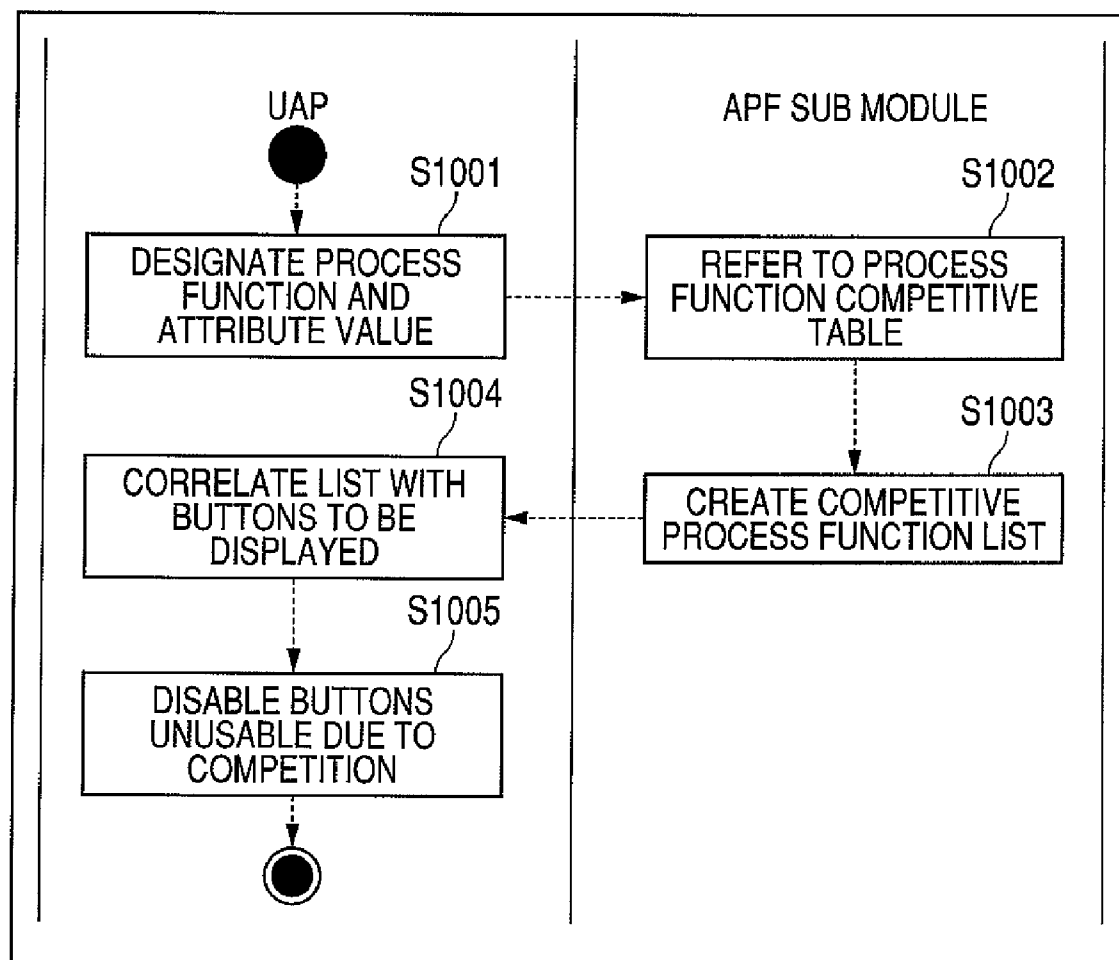 UAP
APF SUB MODULE
S1001
DESIGNATE PROCESS
FUNCTION AND
ATTRIBUTE VALUE
S1002
REFER TO PROCESS
FUNCTION COMPETITIVE
TABLE
S1003
CREATE COMPETITIVE
PROCESS FUNCTION LIST
S1004
CORRELATE LIST WITH
BUTTONS TO BE
DISPLAYED
S1005
DISABLE BUTTONS
UNUSABLE DUE TO
COMPETITION